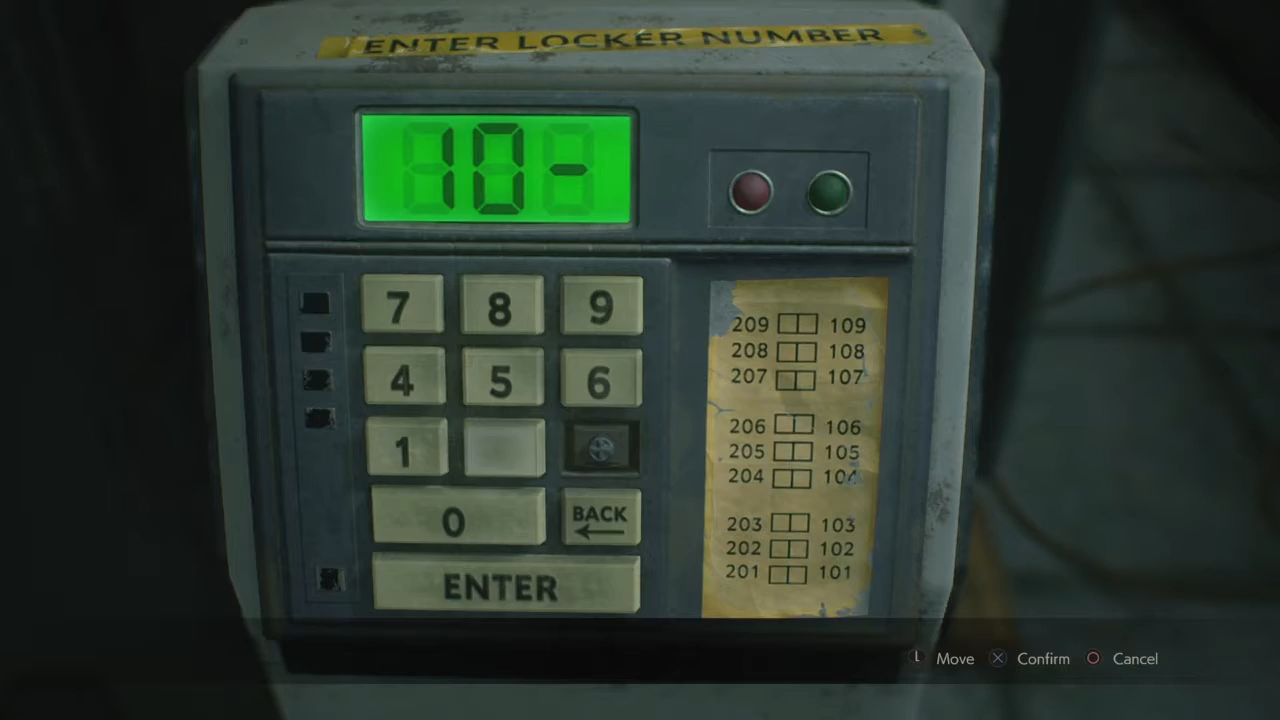 ENTER LOCKER NUMBER
10-
7 8 9
4 5 6
1
0 BACK
ENTER
209 109
208 108
207 107
206 106
205 105
204 104
203 103
202 102
201 101
L Move Confirm Cancel